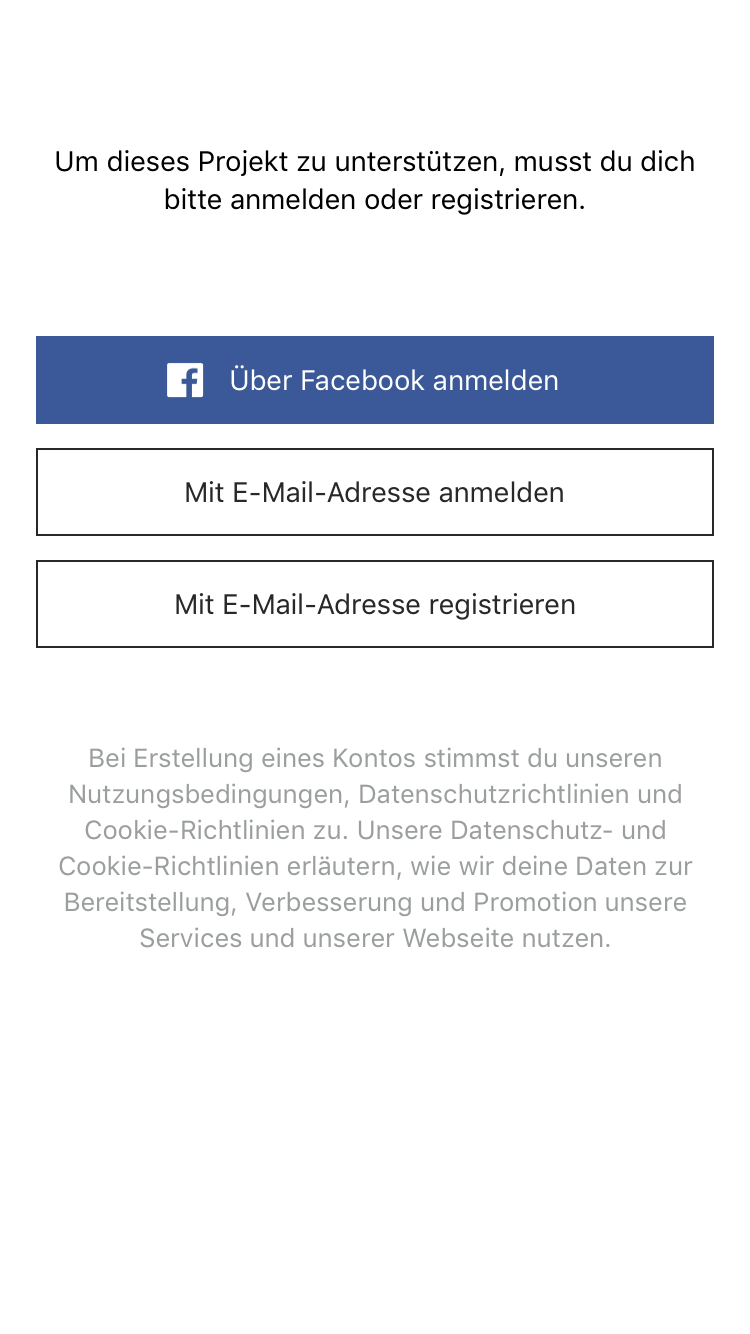 Um dieses Projekt zu unterstützen, musst du dich
bitte anmelden oder registrieren.
Über Facebook anmelden
Mit E-Mail-Adresse anmelden
Mit E-Mail-Adresse registrieren
Bei Erstellung eines Kontos stimmst du unseren
Nutzungsbedingungen, Datenschutzrichtlinien und
Cookie-Richtlinien zu. Unsere Datenschutz- und
Cookie-Richtlinien erläutern, wie wir deine Daten zur
Bereitstellung, Verbesserung und Promotion unsere
Services und unserer Webseite nutzen.